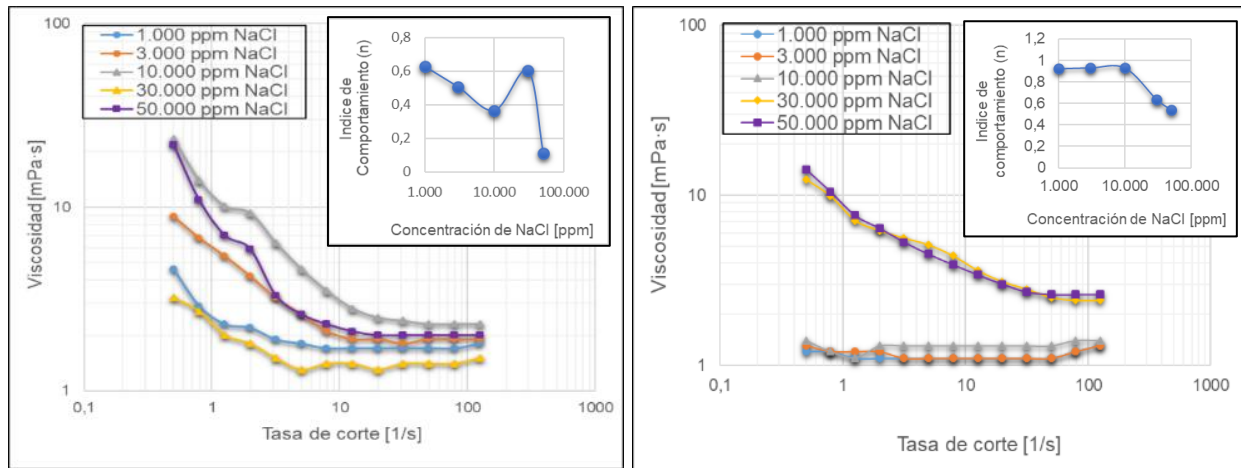 100
10
1
0,1
1
10
100
1000
Viscosidad [mPa·s]
Tasa de corte [1/s]
1.000 ppm NaCl
3.000 ppm NaCl
10.000 ppm NaCl
30.000 ppm NaCl
50.000 ppm NaCl
0,8
0,6
0,4
0,2
0
1.000
10.000
100.000
Indice de
Comportamiento (n)
Concentración de NaCl [ppm]
100
10
1
0,1
1
10
100
1000
Viscosidad [mPa·s]
Tasa de corte [1/s]
1.000 ppm NaCl
3.000 ppm NaCl
10.000 ppm NaCl
30.000 ppm NaCl
50.000 ppm NaCl
1,2
1
0,8
0,6
0,4
0,2
0
1.000
10.000
100.000
Indice de
comportamiento (n)
Concentración de NaCl [ppm]